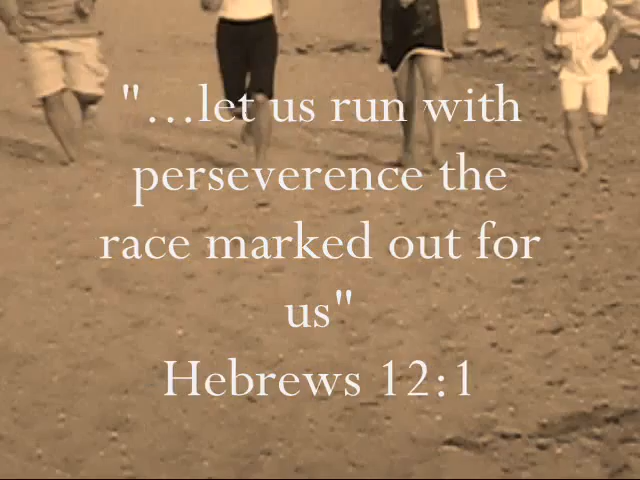 "...let us run with
perseverence the
race marked out for
us"
Hebrews 12:1